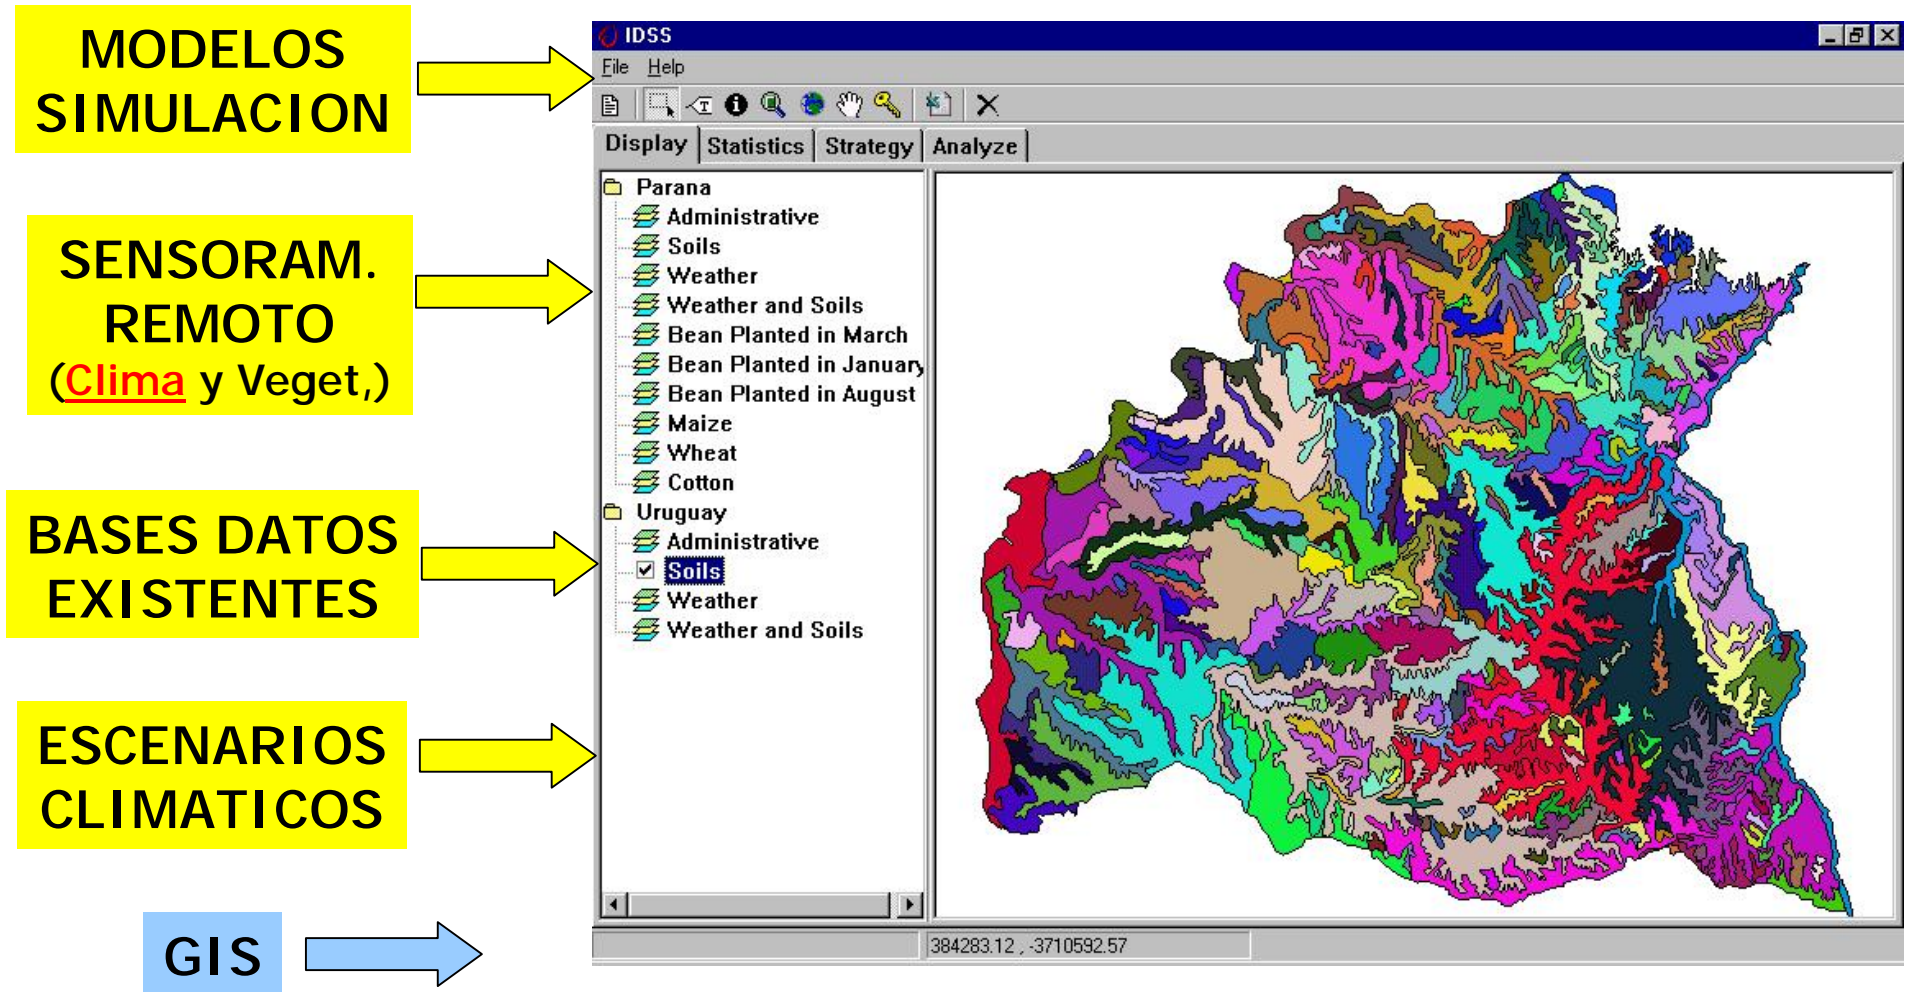 MODELOS
SIMULACION
SENSORAM.
REMOTO
(Clima y Veget,)
BASES DATOS
EXISTENTES
ESCENARIOS
CLIMATICOS
GIS
IDSS
File Help
Display Statistics Strategy Analyze
Parana
Administrative
Soils
Weather
Weather and Soils
Bean Planted in March
Bean Planted in January
Bean Planted in August
Maize
Wheat
Cotton
Uruguay
Administrative
Soils
Weather
Weather and Soils
384283.12 , -3710592.57